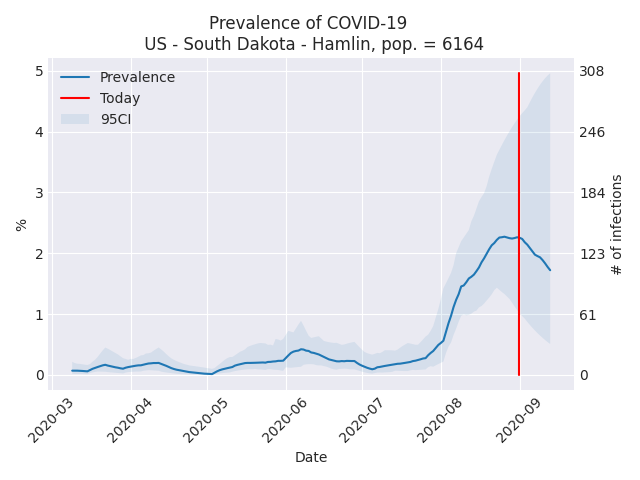 Prevalence of COVID-19
US - South Dakota - Hamlin, pop. = 6164
Prevalence
Today
95CI
5
4
3
2
1
0
%
308
246
184
123
61
0
# of infections
2020-03
2020-04
2020-05
2020-06
2020-07
2020-08
2020-09
Date